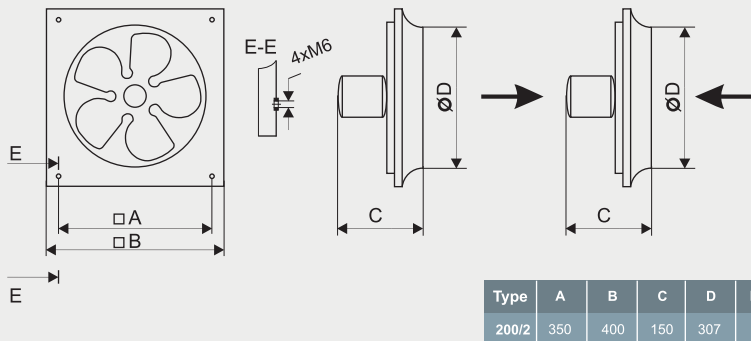 E-E
4xM6
E
□A
□B
E
ØD
C
ØD
C
Type A B C D
200/2 350 400 150 307